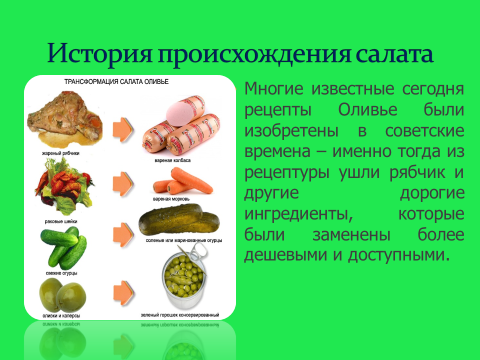 История происхождения салата
ТРАНСФОРМАЦИЯ САЛАТА ОЛИВЬЕ
жареный рябчики
вареная колбаса
раковые шейки
вареная морковь
свежие огурцы
соленые или маринованные огурцы
оливки и каперсы
зеленый горошек консервированный
Многие известные сегодня
рецепты Оливье были
изобретены в советские
времена – именно тогда из
рецептуры ушли рябчик и
другие дорогие
ингредиенты, которые
были заменены более
дешевыми и доступными.